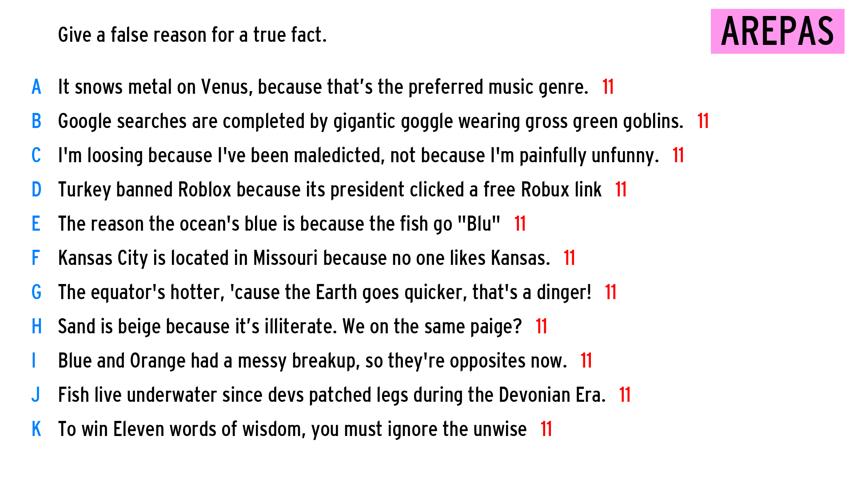 Give a false reason for a true fact.
AREPAS
A It snows metal on Venus, because that's the preferred music genre. 11
B Google searches are completed by gigantic goggle wearing gross green goblins. 11
C I'm loosing because I've been maledicted, not because I'm painfully unfunny. 11
D Turkey banned Roblox because its president clicked a free Robux link 11
E The reason the ocean's blue is because the fish go "Blu" 11
F Kansas City is located in Missouri because no one likes Kansas. 11
G The equator's hotter, 'cause the Earth goes quicker, that's a dinger! 11
H Sand is beige because it's illiterate. We on the same paige? 11
I Blue and Orange had a messy breakup, so they're opposites now. 11
J Fish live underwater since devs patched legs during the Devonian Era. 11
K To win Eleven words of wisdom, you must ignore the unwise 11